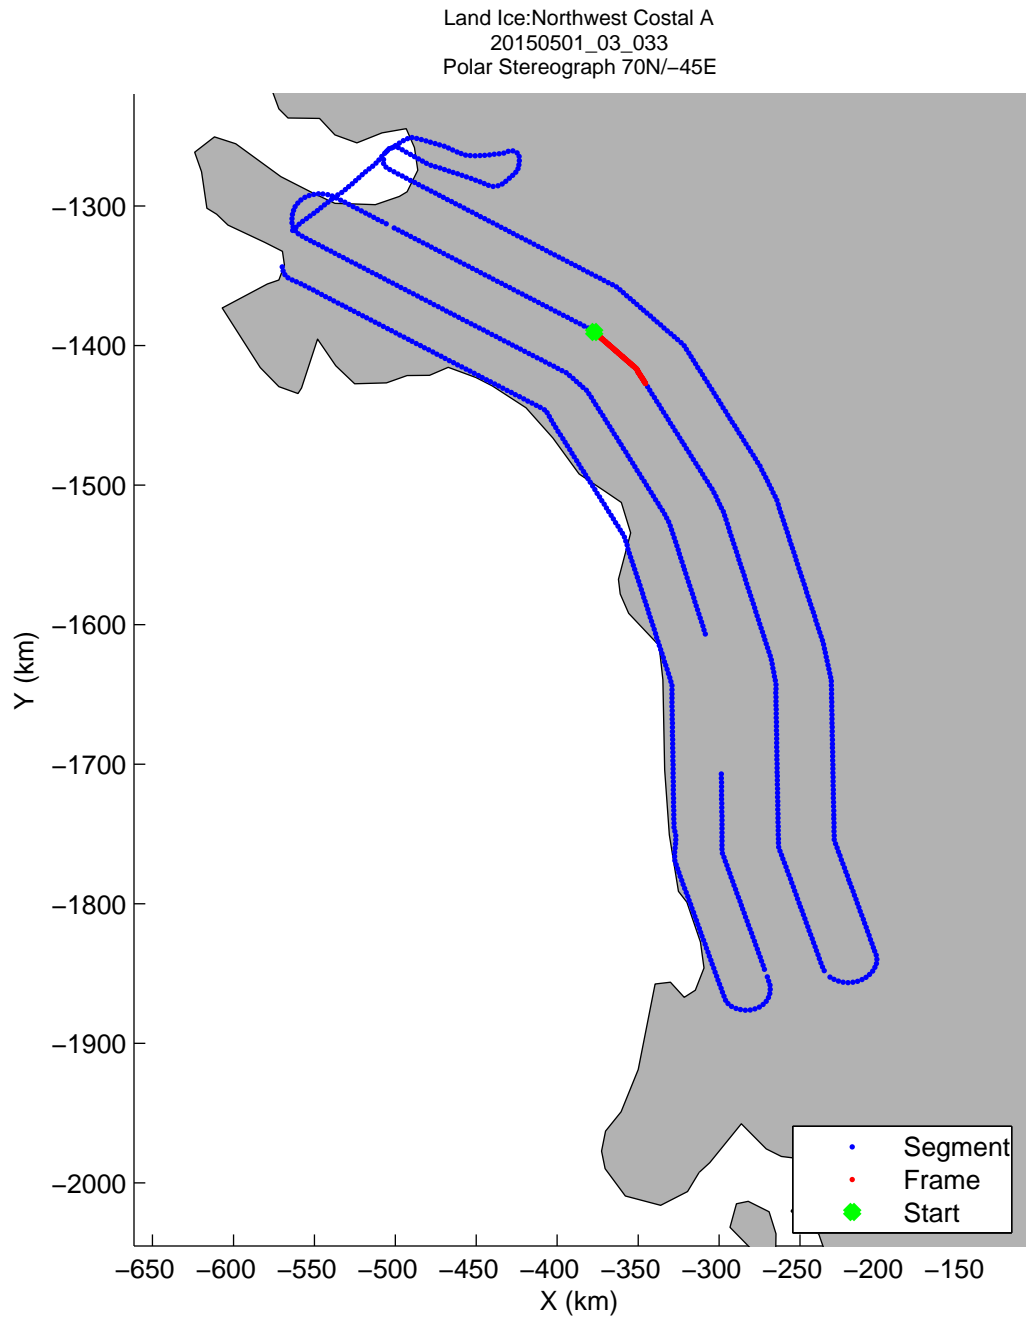 Land Ice:Northwest Costal A
20150501_03_033
Polar Stereograph 70N/−45E
−1300
−1400
−1500
−1600
−1700
−1800
−1900
−2000
Y (km)
Segment
Frame
Start
−650 −600 −550 −500 −450 −400 −350 −300 −250 −200 −150
X (km)